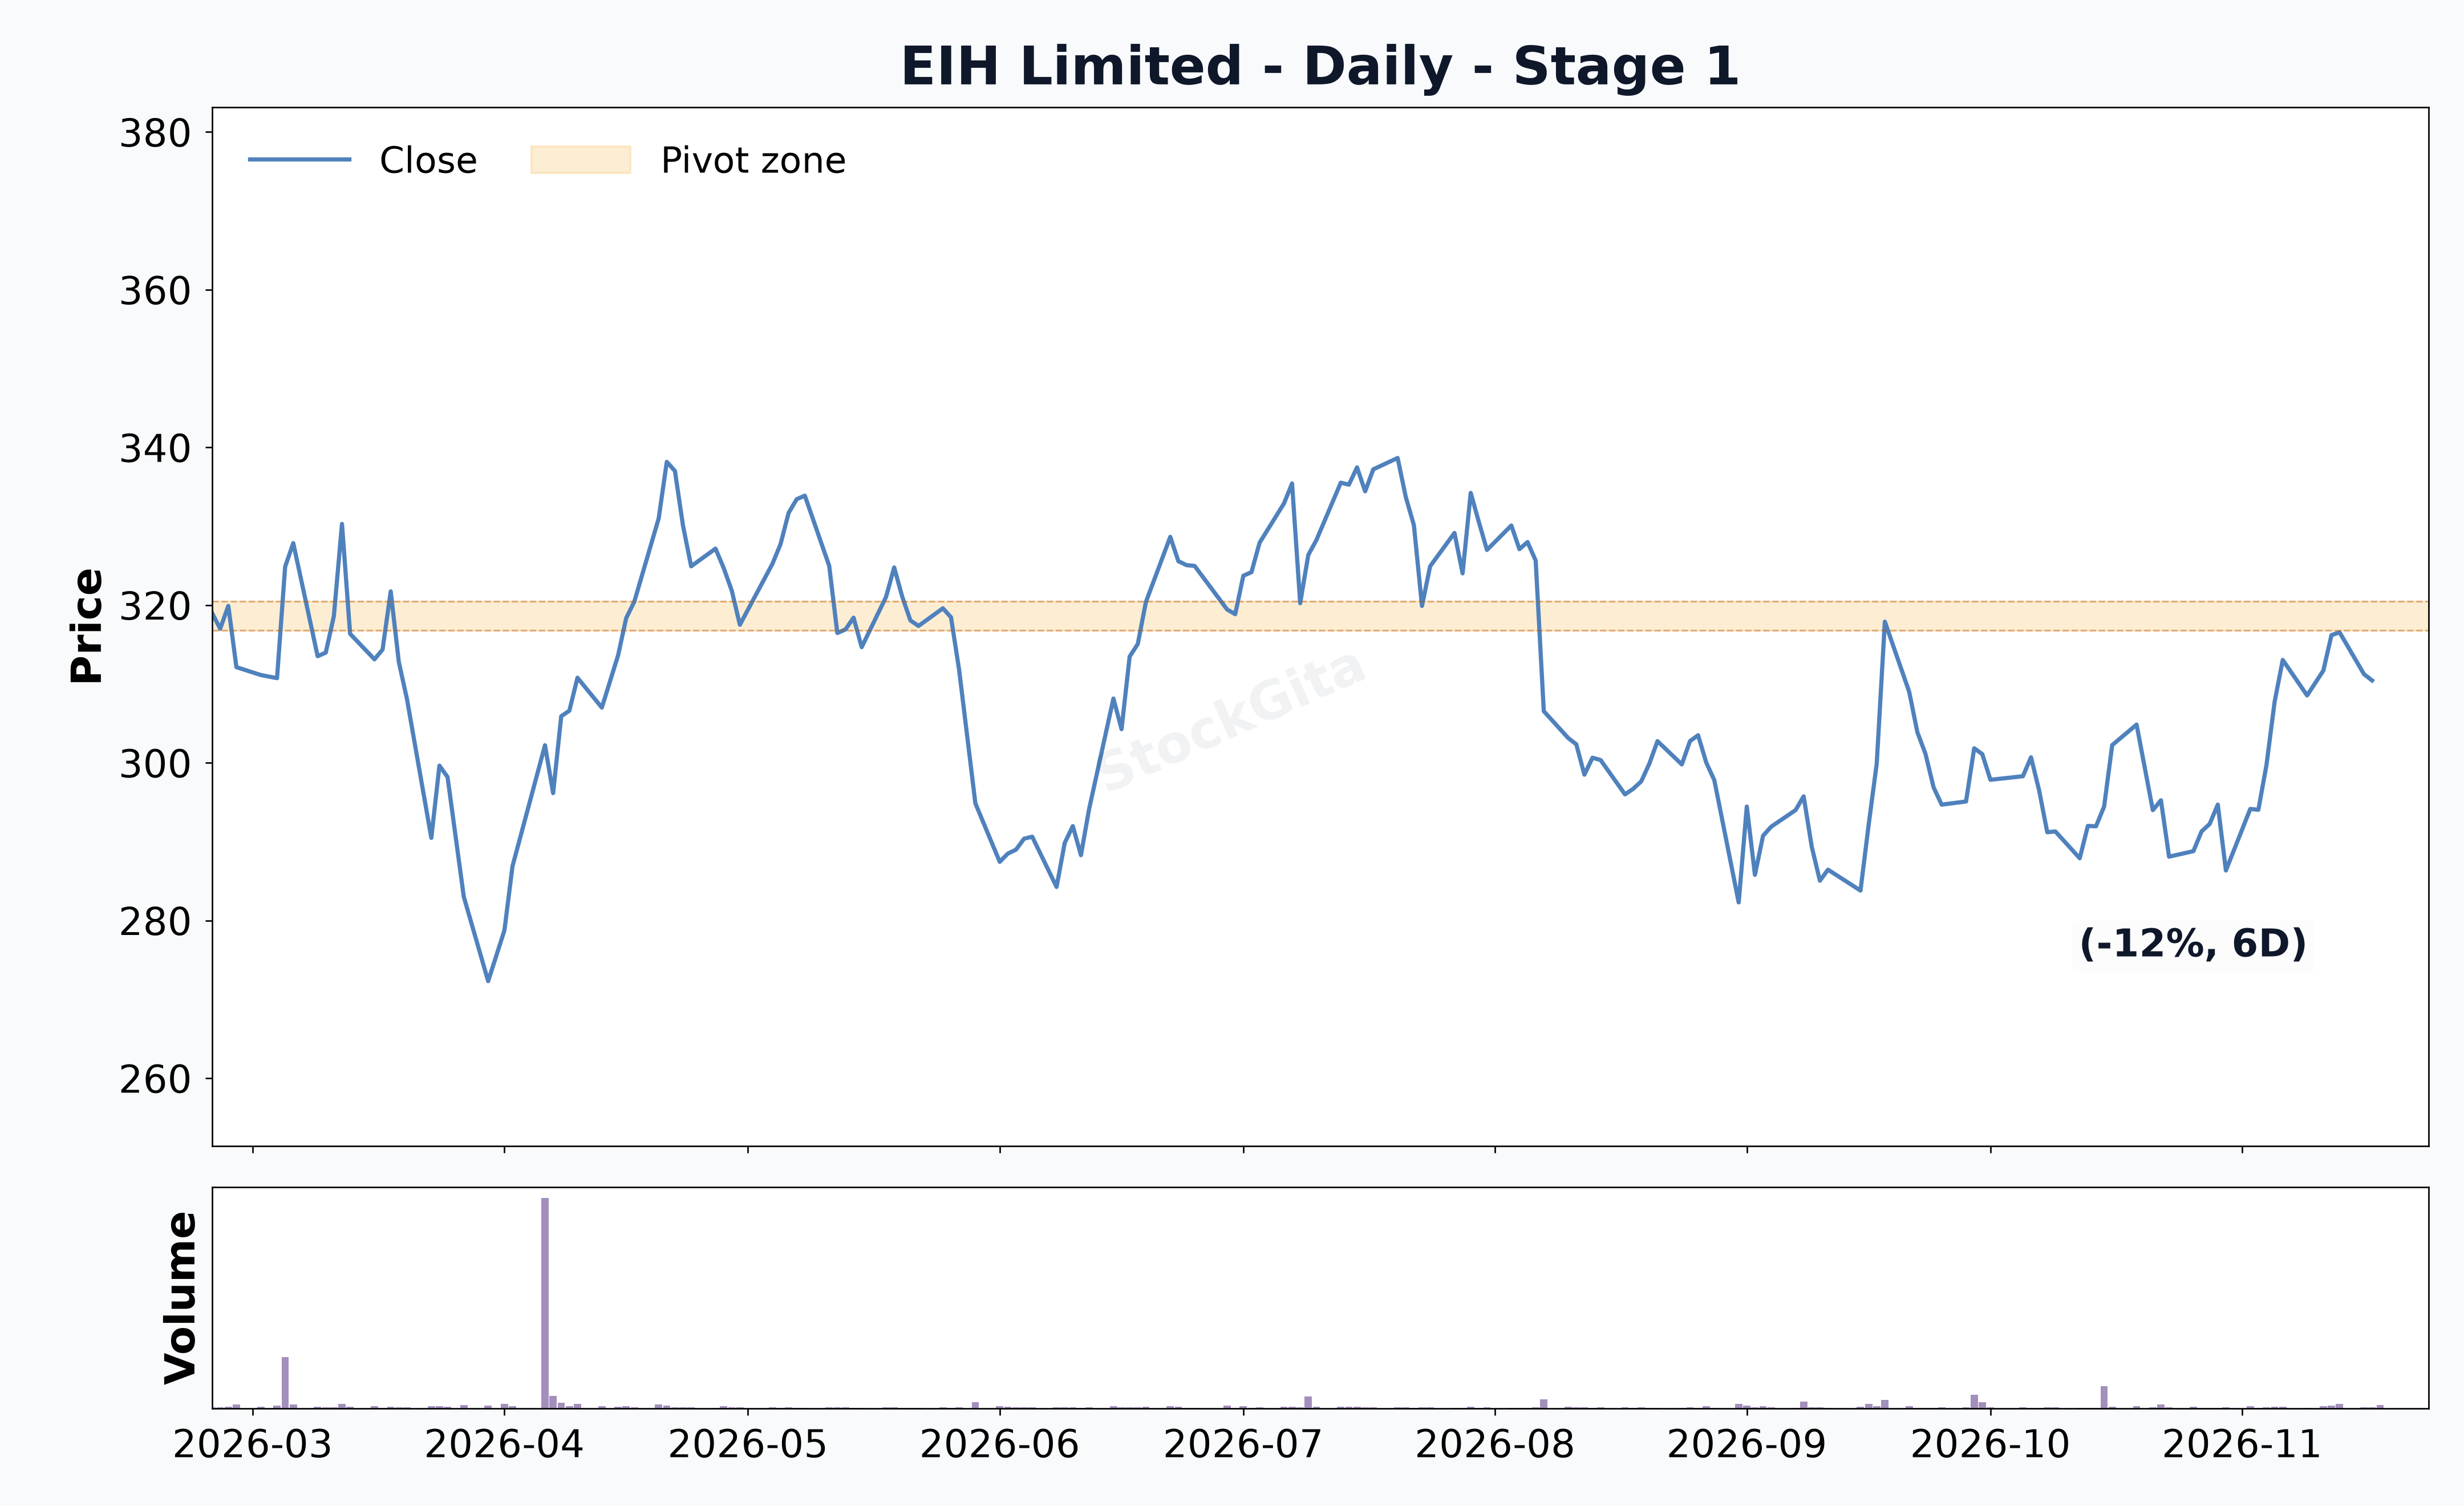 EIH Limited - Daily - Stage 1
Close
Pivot zone
Price
380
360
340
320
300
280
260
StockGita
(-12%, 6D)
Volume
2026-03
2026-04
2026-05
2026-06
2026-07
2026-08
2026-09
2026-10
2026-11